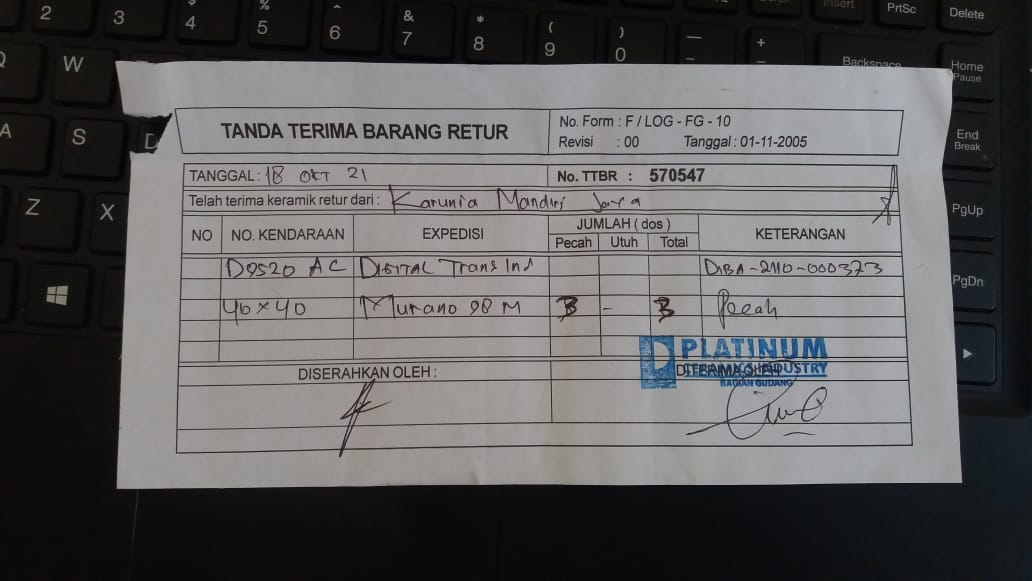 2 3 4 $ 5 % 6 & 7 * 8 ( 9 ) 0 — + Insert PrtSc Delete
W Backspace Home Pause
A S D End Break
Z X PgUp
PgDn
TANDA TERIMA BARANG RETUR
No. Form : F / LOG - FG - 10
Revisi : 00 Tanggal : 01-11-2005
TANGGAL : 18 OKT 21 No. TTBR : 570547
Telah terima keramik retur dari : Karunia Mandiri Jaya
NO NO. KENDARAAN EXPEDISI JUMLAH ( dos ) KETERANGAN
Pecah Utuh Total
D9520 AC DIGITAL Trans Ind DIBA-2110-000373
40 x 40 Murano 98 M 3 - 3 Pecah
PLATINUM
CERAMICS INDUSTRY
BAGIAN GUDANG
DISERAHKAN OLEH : DITERIMA OLEH